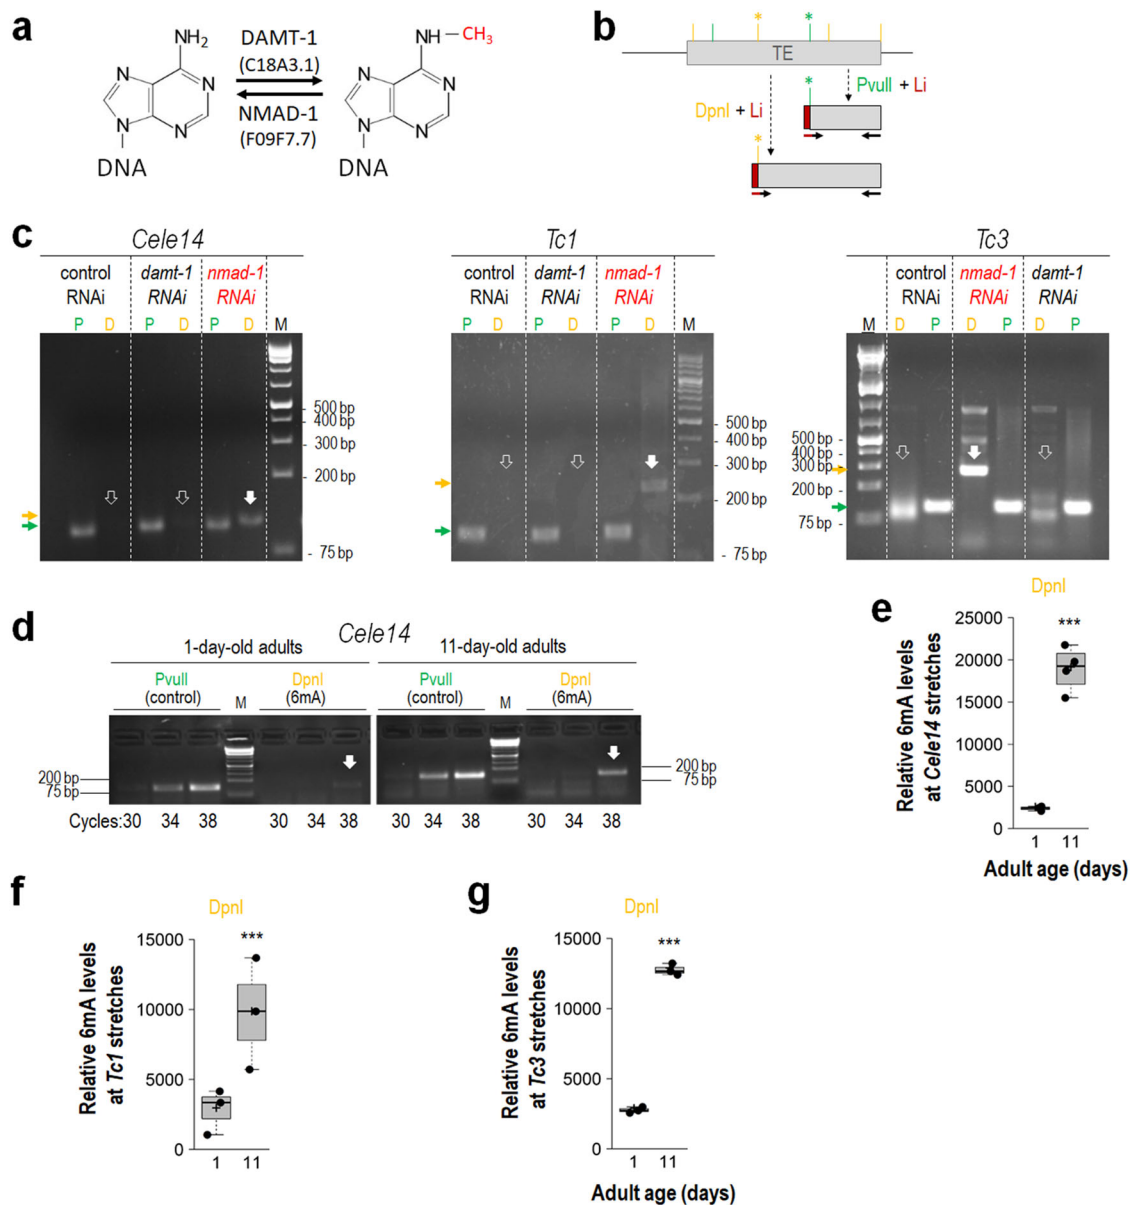 a
NH₂
N
N
N
N
DNA
DAMT-1
(C18A3.1)
NMAD-1
(F09F7.7)
NH–CH₃
N
N
N
N
DNA
b
*
*
TE
PvuII + Li
DpnI + Li
*
*
c
Cele14
control RNAi
damt-1 RNAi
nmad-1 RNAi
P D P D P D M
- 500 bp
- 400 bp
- 300 bp
- 200 bp
- 75 bp
Tc1
control RNAi
damt-1 RNAi
nmad-1 RNAi
P D P D P D M
- 500 bp
- 400 bp
- 300 bp
- 200 bp
- 75 bp
Tc3
control RNAi
nmad-1 RNAi
damt-1 RNAi
M D P D P D P
500 bp -
400 bp -
300 bp -
200 bp -
75 bp -
d
Cele14
1-day-old adults
11-day-old adults
PvuII (control)
M
DpnI (6mA)
PvuII (control)
M
DpnI (6mA)
200 bp
75 bp
200 bp
75 bp
Cycles: 30 34 38 30 34 38 30 34 38 30 34 38
e
DpnI
***
Relative 6mA levels
at Cele14 stretches
25000
20000
15000
10000
5000
0
1 11
Adult age (days)
f
DpnI
***
Relative 6mA levels
at Tc1 stretches
15000
10000
5000
0
1 11
g
DpnI
***
Relative 6mA levels
at Tc3 stretches
15000
10000
5000
0
1 11
Adult age (days)